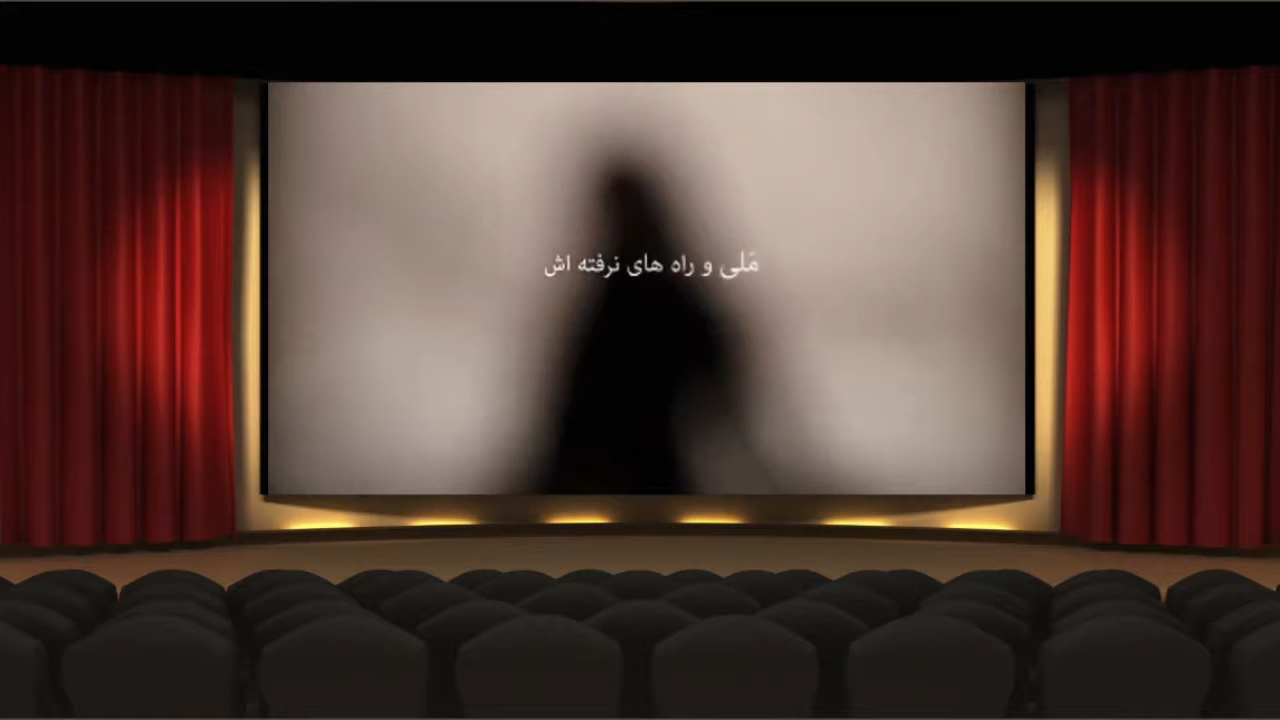 مّلی و راه های نرفته اش